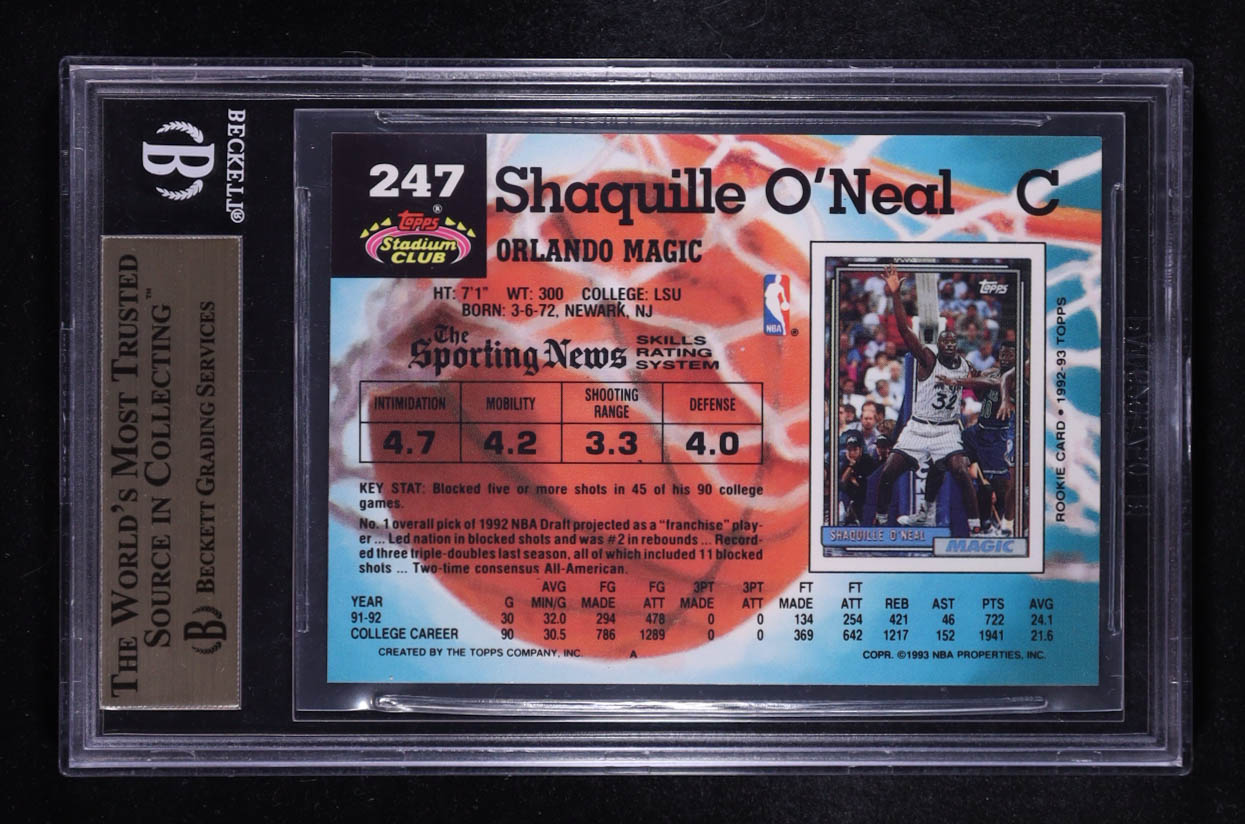 BECKETT®
B
THE WORLD'S MOST TRUSTED
SOURCE IN COLLECTING™
B BECKETT GRADING SERVICES
247
Topps®
Stadium
CLUB
Shaquille O'Neal C
ORLANDO MAGIC
HT: 7'1" WT: 300 COLLEGE: LSU
BORN: 3-6-72, NEWARK, NJ
NBA ®
The
Sporting News
SKILLS
RATING
SYSTEM
INTIMIDATION MOBILITY SHOOTING RANGE DEFENSE
4.7 4.2 3.3 4.0
KEY STAT: Blocked five or more shots in 45 of his 90 college
games.
No. 1 overall pick of 1992 NBA Draft projected as a "franchise" play-
er ... Led nation in blocked shots and was #2 in rebounds ... Record-
ed three triple-doubles last season, all of which included 11 blocked
shots ... Two-time consensus All-American.
Topps
32
SHAQUILLE O'NEAL
MAGIC
ROOKIE CARD • 1992-93 TOPPS
AVG FG FG 3PT 3PT FT FT
YEAR G MIN/G MADE ATT MADE ATT MADE ATT REB AST PTS AVG
91-92 30 32.0 294 478 0 0 134 254 421 46 722 24.1
COLLEGE CAREER 90 30.5 786 1289 0 0 369 642 1217 152 1941 21.6
CREATED BY THE TOPPS COMPANY, INC. A COPR. ©1993 NBA PROPERTIES, INC.